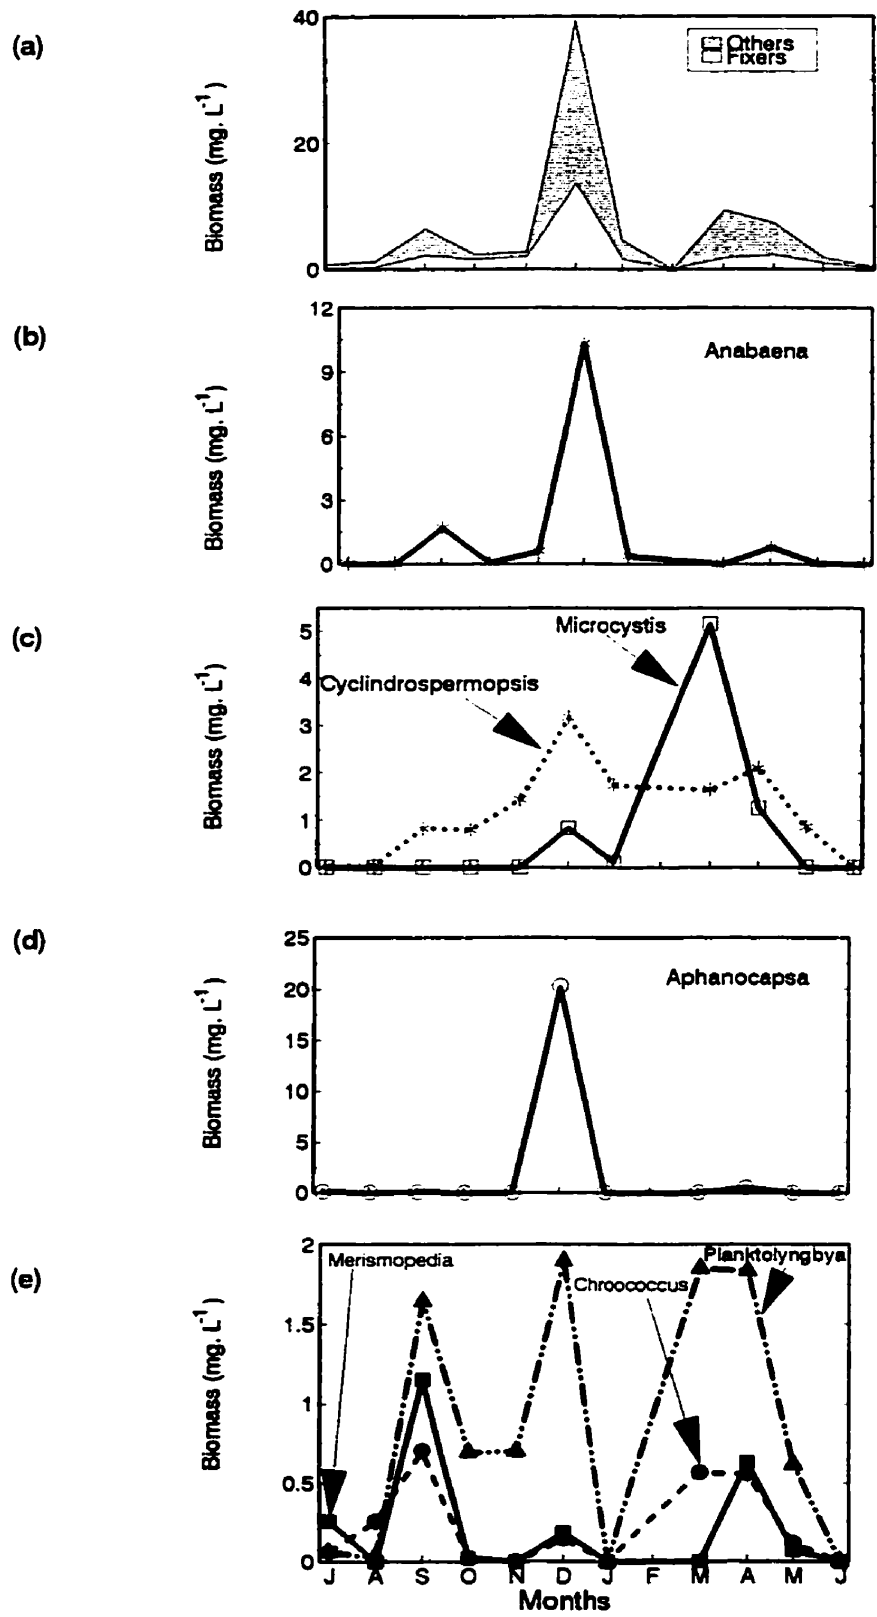 (a)
Biomass (mg. L-1)
40
20
0
Others
Fixers
(b)
Biomass (mg. L-1)
12
9
6
3
0
Anabaena
(c)
Biomass (mg. L-1)
5
4
3
2
1
0
Microcystis
Cyclindrospermopsis
(d)
Biomass (mg. L-1)
25
20
15
10
5
0
Aphanocapsa
(e)
Biomass (mg. L-1)
2
1.5
1
0.5
0
Merismopedia
Planktolyngbya
Chroococcus
J A S O N D J F M A M J
Months